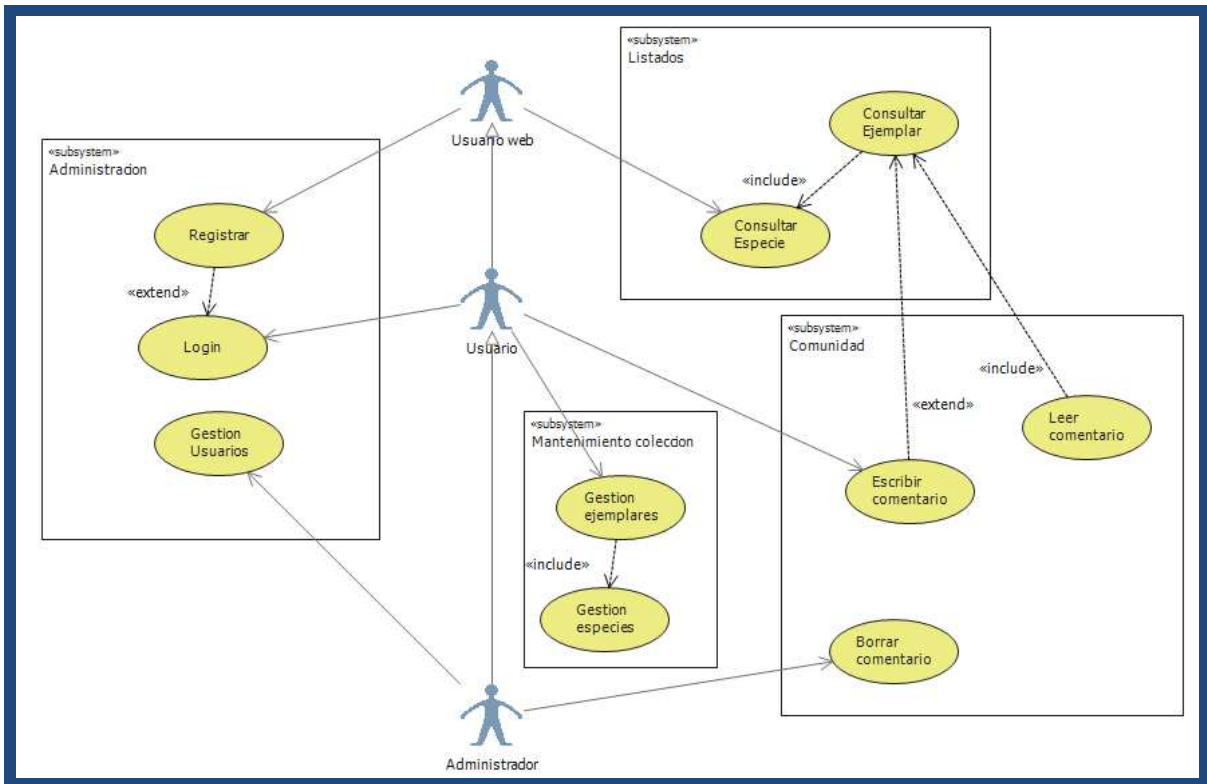 «subsystem»
Listados
Consultar
Ejemplar
«include»
Consultar
Especie
Usuario web
«subsystem»
Administracion
Registrar
«extend»
Login
Gestion
Usuarios
Usuario
«subsystem»
Comunidad
«include»
«extend»
Leer
comentario
Escribir
comentario
Borrar
comentario
«subsystem»
Mantenimiento coleccion
Gestion
ejemplares
«include»
Gestion
especies
Administrador